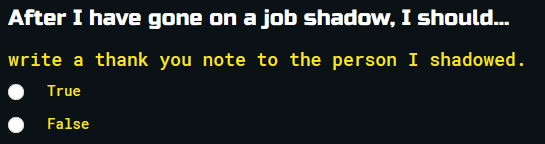 After I have gone on a job shadow, I should...
write a thank you note to the person I shadowed.
True
False